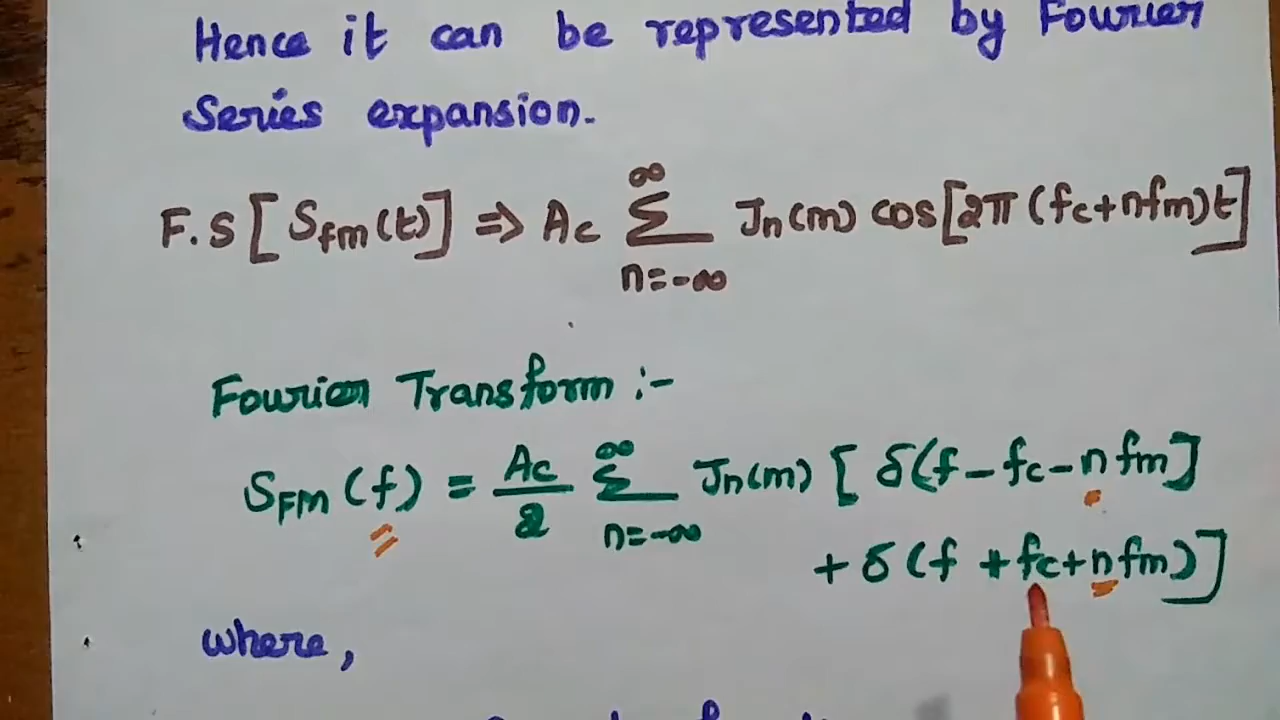 Hence it can be represented by Fourier
Series expansion.
F.S[Sfm(t)] ⇒ Ac ∑ Jn(m) cos[2π(fc+nfm)t]
∞
n=-∞
Fourier Transform :-
SFM(f) = Ac/2 ∑ Jn(m) [δ(f-fc-nfm]
∞
n=-∞
+ δ(f+fc+nfm)]
where,